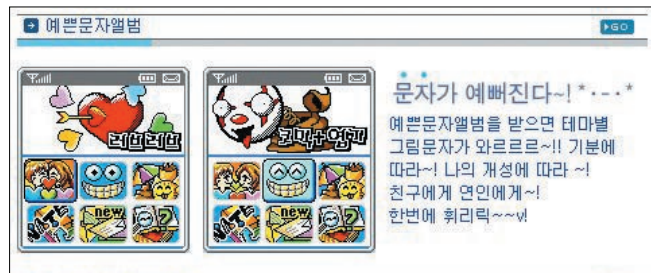 예쁜문자앨범
GO
러브러브
코믹+엽기
new
new
문자가 예뻐진다~! *·-·*
예쁜문자앨범을 받으면 테마별
그림문자가 와르르르~!! 기분에
따라~! 나의 개성에 따라 ~!
친구에게 연인에게~!
한번에 휘리릭~~v!